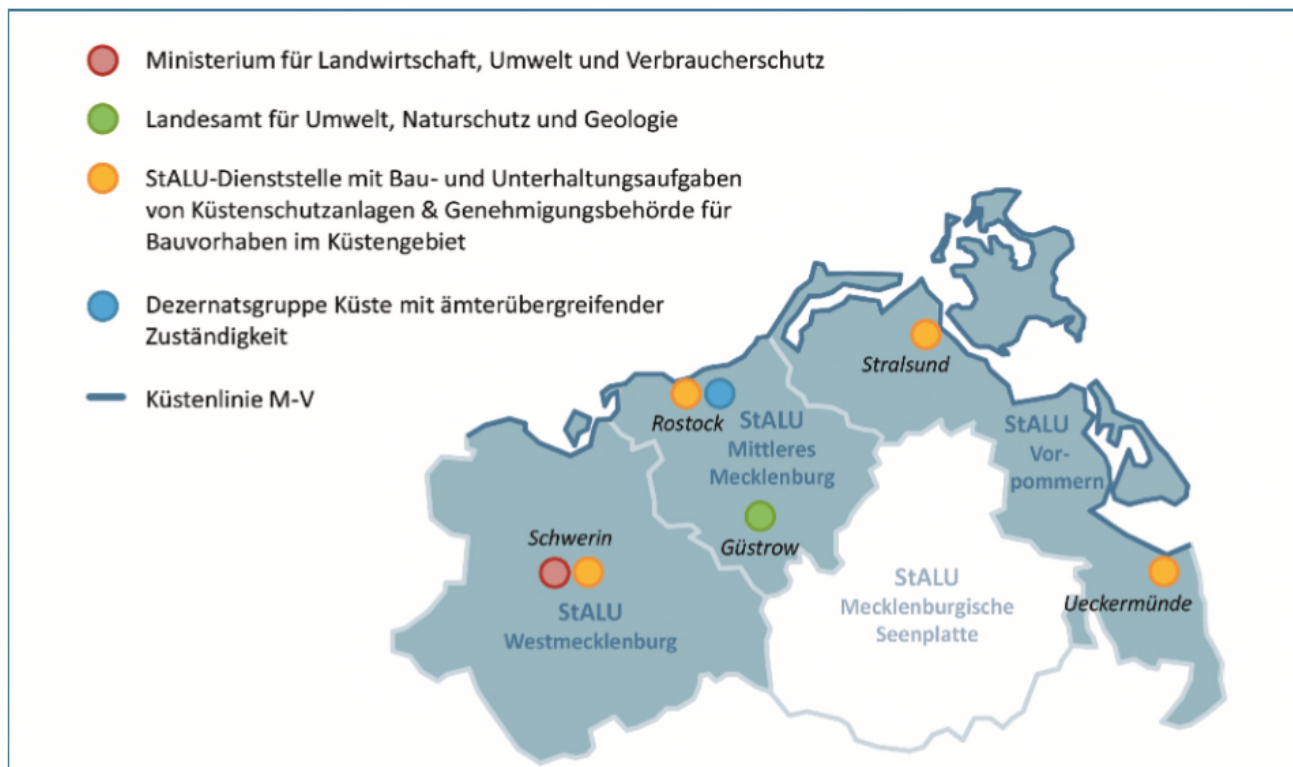 Ministerium für Landwirtschaft, Umwelt und Verbraucherschutz
Landesamt für Umwelt, Naturschutz und Geologie
StALU-Dienststelle mit Bau- und Unterhaltungsaufgaben
von Küstenschutzanlagen & Genehmigungsbehörde für
Bauvorhaben im Küstengebiet
Dezernatsgruppe Küste mit ämterübergreifender
Zuständigkeit
Küstenlinie M-V
Stralsund
Rostock
StALU
Mittleres
Mecklenburg
StALU
Vor-
pommern
Güstrow
Schwerin
StALU
Westmecklenburg
StALU
Mecklenburgische
Seenplatte
Ueckermünde